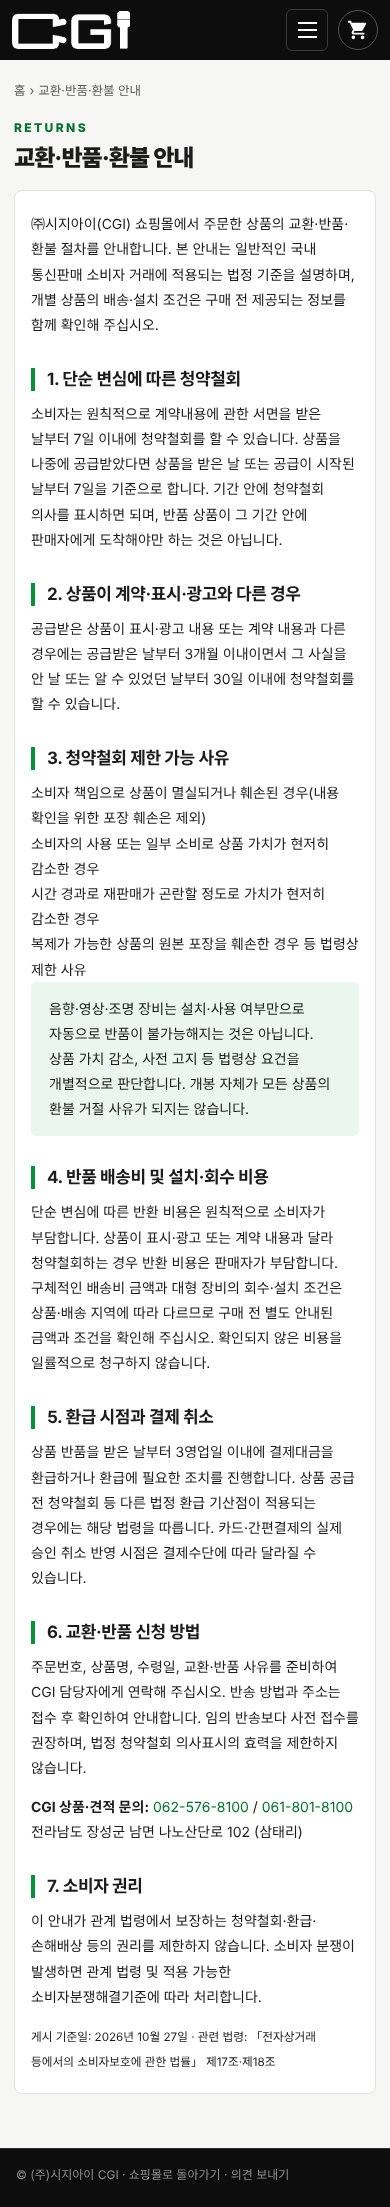 CGI
홈 › 교환·반품·환불 안내
RETURNS
교환·반품·환불 안내
㈜시지아이(CGI) 쇼핑몰에서 주문한 상품의 교환·반품·
환불 절차를 안내합니다. 본 안내는 일반적인 국내
통신판매 소비자 거래에 적용되는 법정 기준을 설명하며,
개별 상품의 배송·설치 조건은 구매 전 제공되는 정보를
함께 확인해 주십시오.
1. 단순 변심에 따른 청약철회
소비자는 원칙적으로 계약내용에 관한 서면을 받은
날부터 7일 이내에 청약철회를 할 수 있습니다. 상품을
나중에 공급받았다면 상품을 받은 날 또는 공급이 시작된
날부터 7일을 기준으로 합니다. 기간 안에 청약철회
의사를 표시하면 되며, 반품 상품이 그 기간 안에
판매자에게 도착해야만 하는 것은 아닙니다.
2. 상품이 계약·표시·광고와 다른 경우
공급받은 상품이 표시·광고 내용 또는 계약 내용과 다른
경우에는 공급받은 날부터 3개월 이내이면서 그 사실을
안 날 또는 알 수 있었던 날부터 30일 이내에 청약철회를
할 수 있습니다.
3. 청약철회 제한 가능 사유
소비자 책임으로 상품이 멸실되거나 훼손된 경우(내용
확인을 위한 포장 훼손은 제외)
소비자의 사용 또는 일부 소비로 상품 가치가 현저히
감소한 경우
시간 경과로 재판매가 곤란할 정도로 가치가 현저히
감소한 경우
복제가 가능한 상품의 원본 포장을 훼손한 경우 등 법령상
제한 사유
음향·영상·조명 장비는 설치·사용 여부만으로
자동으로 반품이 불가능해지는 것은 아닙니다.
상품 가치 감소, 사전 고지 등 법령상 요건을
개별적으로 판단합니다. 개봉 자체가 모든 상품의
환불 거절 사유가 되지는 않습니다.
4. 반품 배송비 및 설치·회수 비용
단순 변심에 따른 반환 비용은 원칙적으로 소비자가
부담합니다. 상품이 표시·광고 또는 계약 내용과 달라
청약철회하는 경우 반환 비용은 판매자가 부담합니다.
구체적인 배송비 금액과 대형 장비의 회수·설치 조건은
상품·배송 지역에 따라 다르므로 구매 전 별도 안내된
금액과 조건을 확인해 주십시오. 확인되지 않은 비용을
일률적으로 청구하지 않습니다.
5. 환급 시점과 결제 취소
상품 반품을 받은 날부터 3영업일 이내에 결제대금을
환급하거나 환급에 필요한 조치를 진행합니다. 상품 공급
전 청약철회 등 다른 법정 환급 기산점이 적용되는
경우에는 해당 법령을 따릅니다. 카드·간편결제의 실제
승인 취소 반영 시점은 결제수단에 따라 달라질 수
있습니다.
6. 교환·반품 신청 방법
주문번호, 상품명, 수령일, 교환·반품 사유를 준비하여
CGI 담당자에게 연락해 주십시오. 반송 방법과 주소는
접수 후 확인하여 안내합니다. 임의 반송보다 사전 접수를
권장하며, 법정 청약철회 의사표시의 효력을 제한하지
않습니다.
CGI 상품·견적 문의: 062-576-8100 / 061-801-8100
전라남도 장성군 남면 나노산단로 102 (삼태리)
7. 소비자 권리
이 안내가 관계 법령에서 보장하는 청약철회·환급·
손해배상 등의 권리를 제한하지 않습니다. 소비자 분쟁이
발생하면 관계 법령 및 적용 가능한
소비자분쟁해결기준에 따라 처리합니다.
게시 기준일: 2026년 10월 27일 · 관련 법령: 「전자상거래
등에서의 소비자보호에 관한 법률」 제17조·제18조
© (주)시지아이 CGI · 쇼핑몰로 돌아가기 · 의견 보내기